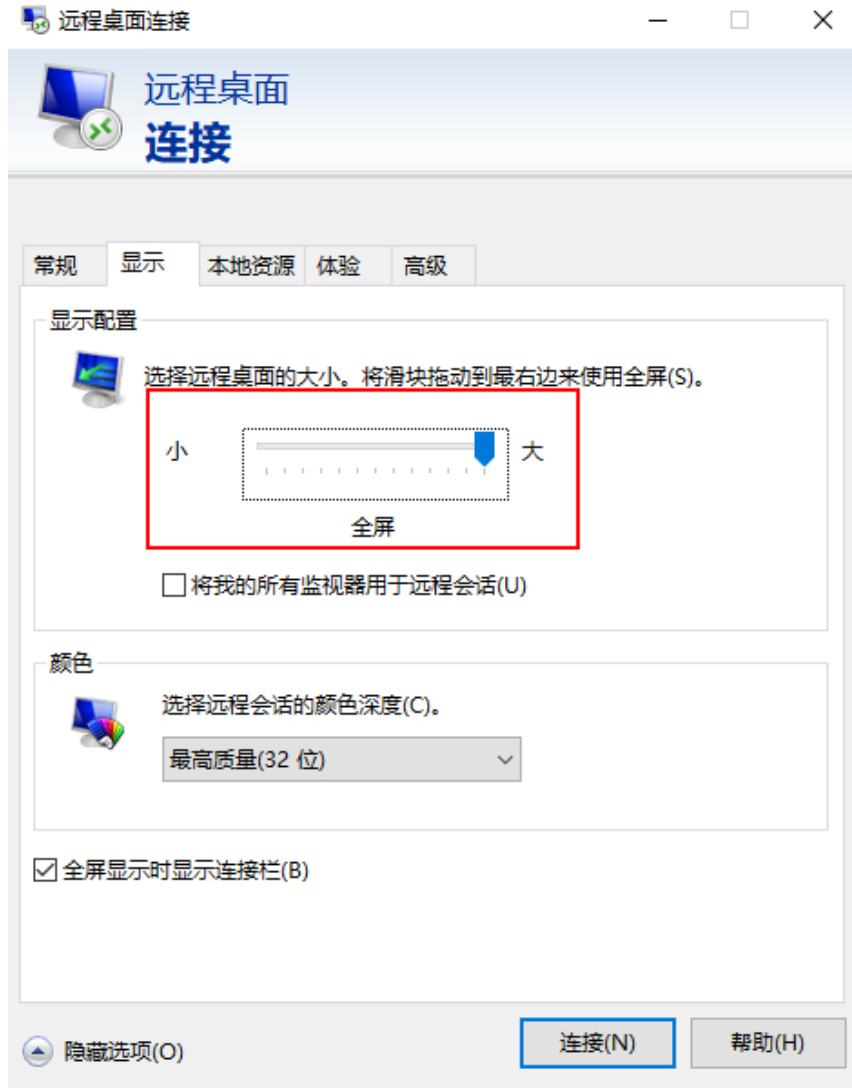 远程桌面连接
远程桌面
连接
常规 显示 本地资源 体验 高级
显示配置
选择远程桌面的大小。将滑块拖动到最右边来使用全屏(S)。
小 大
全屏
将我的所有监视器用于远程会话(U)
颜色
选择远程会话的颜色深度(C)。
最高质量(32 位)
全屏显示时显示连接栏(B)
隐藏选项(O) 连接(N) 帮助(H)